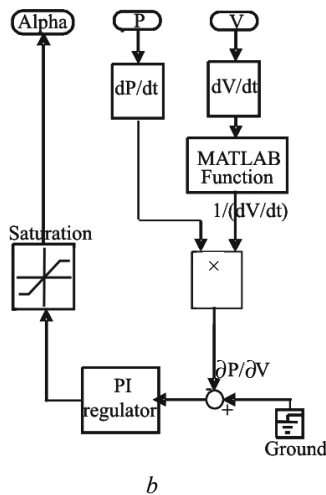 Alpha
P
V
dP/dt
dV/dt
MATLAB
Function
1/(dV/dt)
Saturation
×
∂P/∂V
PI
regulator
+
Ground
b